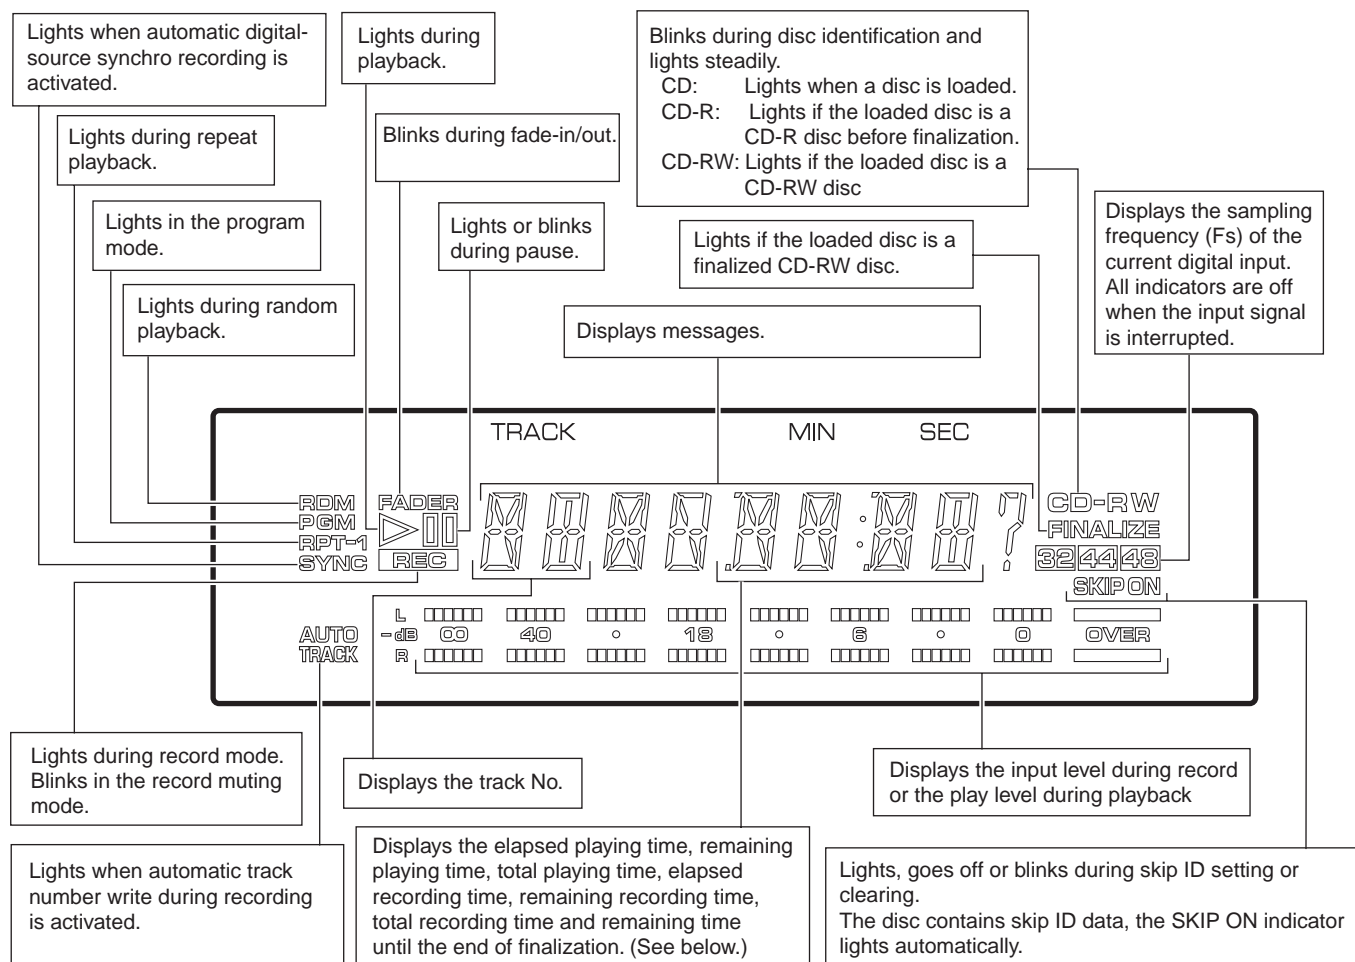 Lights when automatic digital-
source synchro recording is
activated.
Lights during
playback.
Blinks during disc identification and
lights steadily.
CD: Lights when a disc is loaded.
CD-R: Lights if the loaded disc is a
CD-R disc before finalization.
CD-RW: Lights if the loaded disc is a
CD-RW disc
Lights during repeat
playback.
Blinks during fade-in/out.
Lights in the program
mode.
Lights or blinks
during pause.
Lights if the loaded disc is a
finalized CD-RW disc.
Displays the sampling
frequency (Fs) of the
current digital input.
All indicators are off
when the input signal
is interrupted.
Lights during random
playback.
Displays messages.
TRACK MIN SEC
RDM FADER CD-RW
PGM FINALIZE
RPT-1
SYNC REC 32 44 48
SKIP ON
L
AUTO - dB ∞ 40 18 6 0 OVER
TRACK R
Lights during record mode.
Blinks in the record muting
mode.
Displays the track No.
Displays the input level during record
or the play level during playback
Lights when automatic track
number write during recording
is activated.
Displays the elapsed playing time, remaining
playing time, total playing time, elapsed
recording time, remaining recording time,
total recording time and remaining time
until the end of finalization. (See below.)
Lights, goes off or blinks during skip ID setting or
clearing.
The disc contains skip ID data, the SKIP ON indicator
lights automatically.